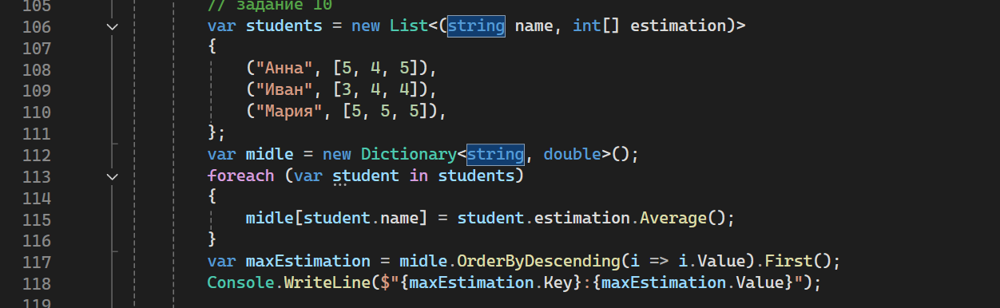 105 // задание 10
106 var students = new List<(string name, int[] estimation)>
107 {
108 ("Анна", [5, 4, 5]),
109 ("Иван", [3, 4, 4]),
110 ("Мария", [5, 5, 5]),
111 };
112 var midle = new Dictionary<string, double>();
113 foreach (var student in students)
114 {
115 midle[student.name] = student.estimation.Average();
116 }
117 var maxEstimation = midle.OrderByDescending(i => i.Value).First();
118 Console.WriteLine($"{maxEstimation.Key}:{maxEstimation.Value}");
119